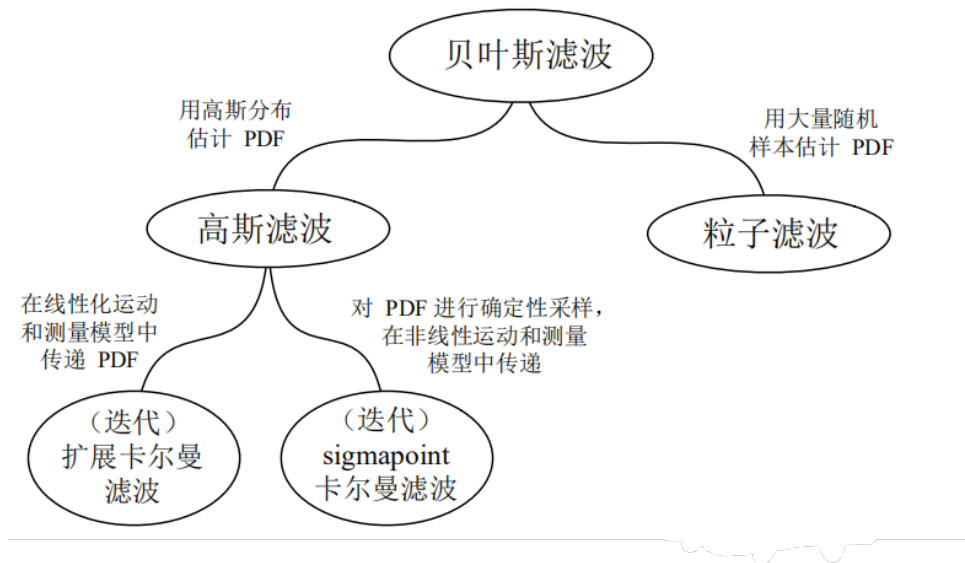 贝叶斯滤波
用高斯分布
估计 PDF
用大量随机
样本估计 PDF
高斯滤波
粒子滤波
在线性化运动
和测量模型中
传递 PDF
对 PDF 进行确定性采样，
在非线性运动和测量
模型中传递
（迭代）
扩展卡尔曼
滤波
（迭代）
sigmapoint
卡尔曼滤波